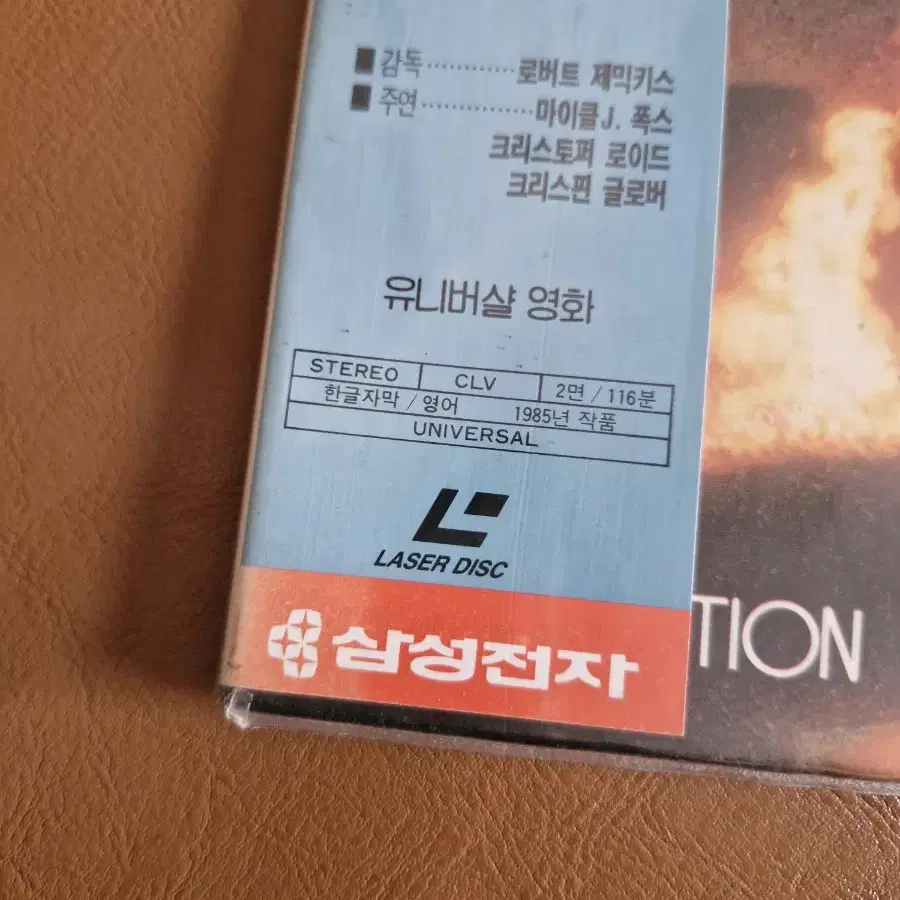 ■ 감독 ············ 로버트 제믹키스
■ 주연 ··············· 마이클 J. 폭스
크리스토퍼 로이드
크리스핀 글로버
유니버샬 영화
STEREO CLV 2면 / 116분
한글자막 / 영어 1985년 작품
UNIVERSAL
LASER DISC
삼성전자
TION